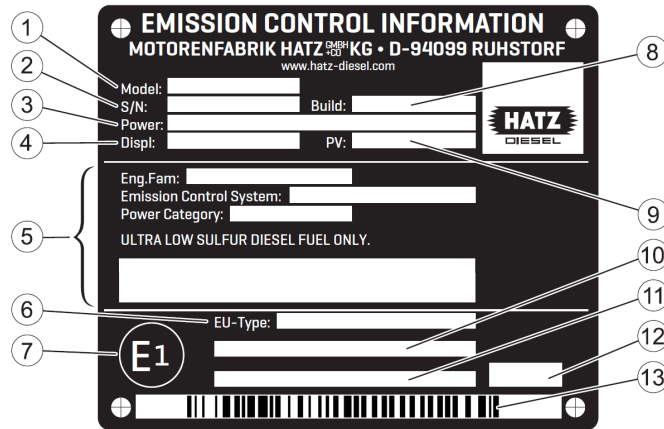 EMISSION CONTROL INFORMATION
MOTORENFABRIK HATZ GMBH +CO KG • D-94099 RUHSTORF
www.hatz-diesel.com
1 Model:
2 S/N: Build: 8
3 Power:
4 Displ: PV: 9
HATZ
DIESEL
5
Eng.Fam:
Emission Control System:
Power Category:
ULTRA LOW SULFUR DIESEL FUEL ONLY.
6 EU-Type: 10
7 E1 11
12
13